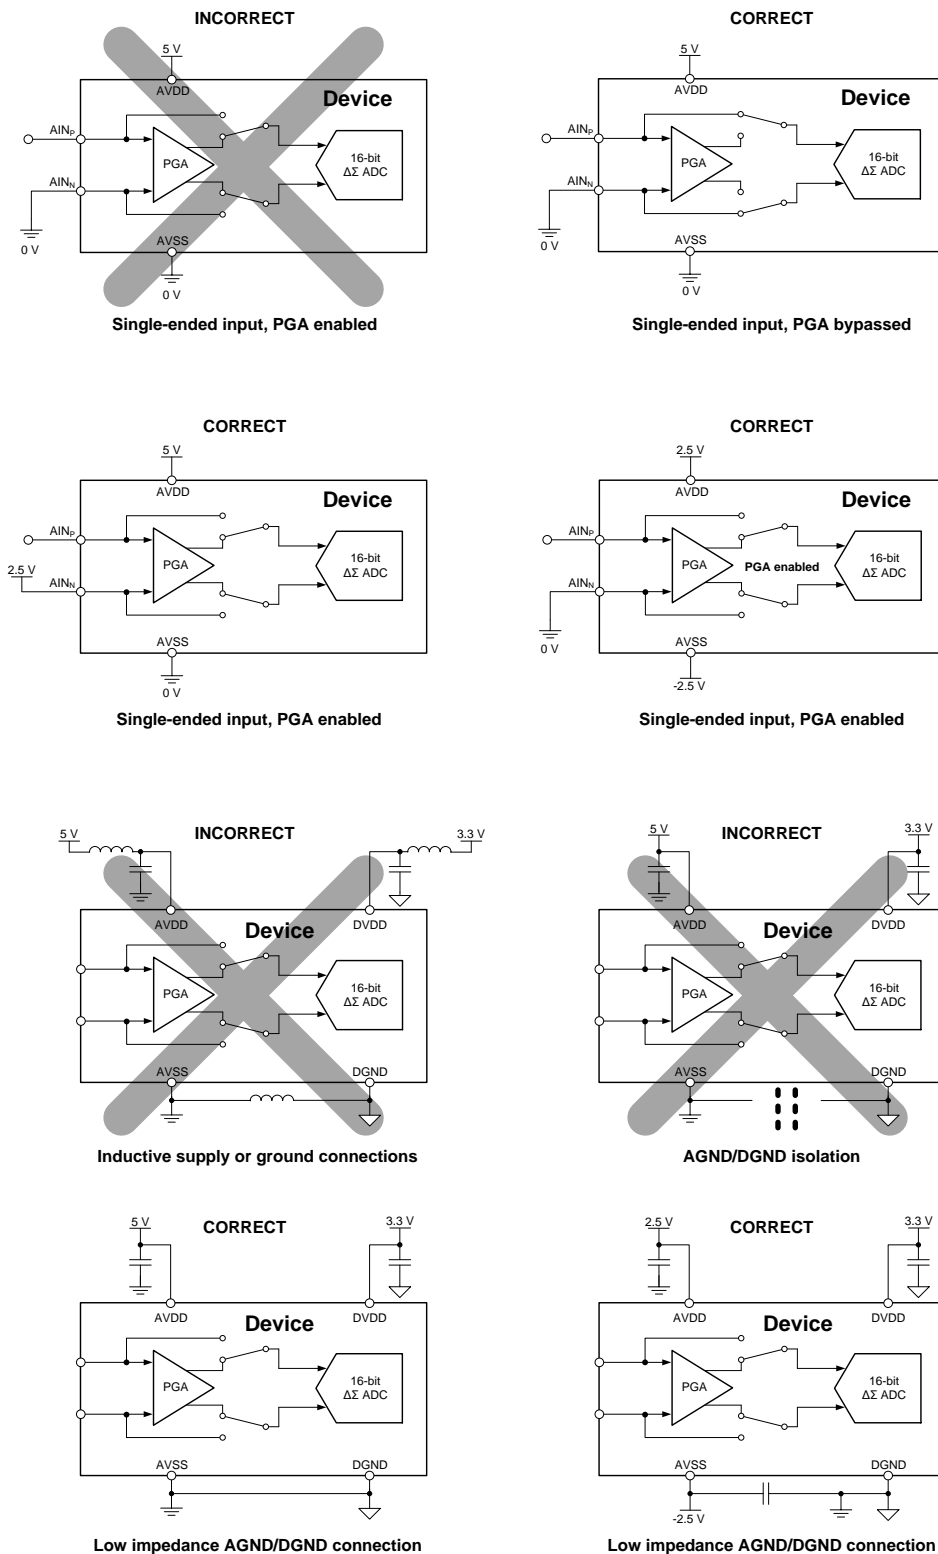 INCORRECT
5 V
AVDD
Device
AINP
PGA
16-bit
ΔΣ ADC
AINN
AVSS
0 V
0 V
Single-ended input, PGA enabled
CORRECT
5 V
AVDD
Device
AINP
PGA
16-bit
ΔΣ ADC
AINN
AVSS
0 V
0 V
Single-ended input, PGA bypassed
CORRECT
5 V
AVDD
Device
AINP
PGA
16-bit
ΔΣ ADC
2.5 V
AINN
AVSS
0 V
Single-ended input, PGA enabled
CORRECT
2.5 V
AVDD
Device
AINP
PGA
PGA enabled
16-bit
ΔΣ ADC
AINN
AVSS
0 V
-2.5 V
Single-ended input, PGA enabled
INCORRECT
5 V
3.3 V
AVDD
DVDD
Device
PGA
16-bit
ΔΣ ADC
AVSS
DGND
Inductive supply or ground connections
INCORRECT
5 V
3.3 V
AVDD
DVDD
Device
PGA
16-bit
ΔΣ ADC
AVSS
DGND
AGND/DGND isolation
CORRECT
5 V
3.3 V
AVDD
DVDD
Device
PGA
16-bit
ΔΣ ADC
AVSS
DGND
Low impedance AGND/DGND connection
CORRECT
2.5 V
3.3 V
AVDD
DVDD
Device
PGA
16-bit
ΔΣ ADC
AVSS
DGND
-2.5 V
Low impedance AGND/DGND connection